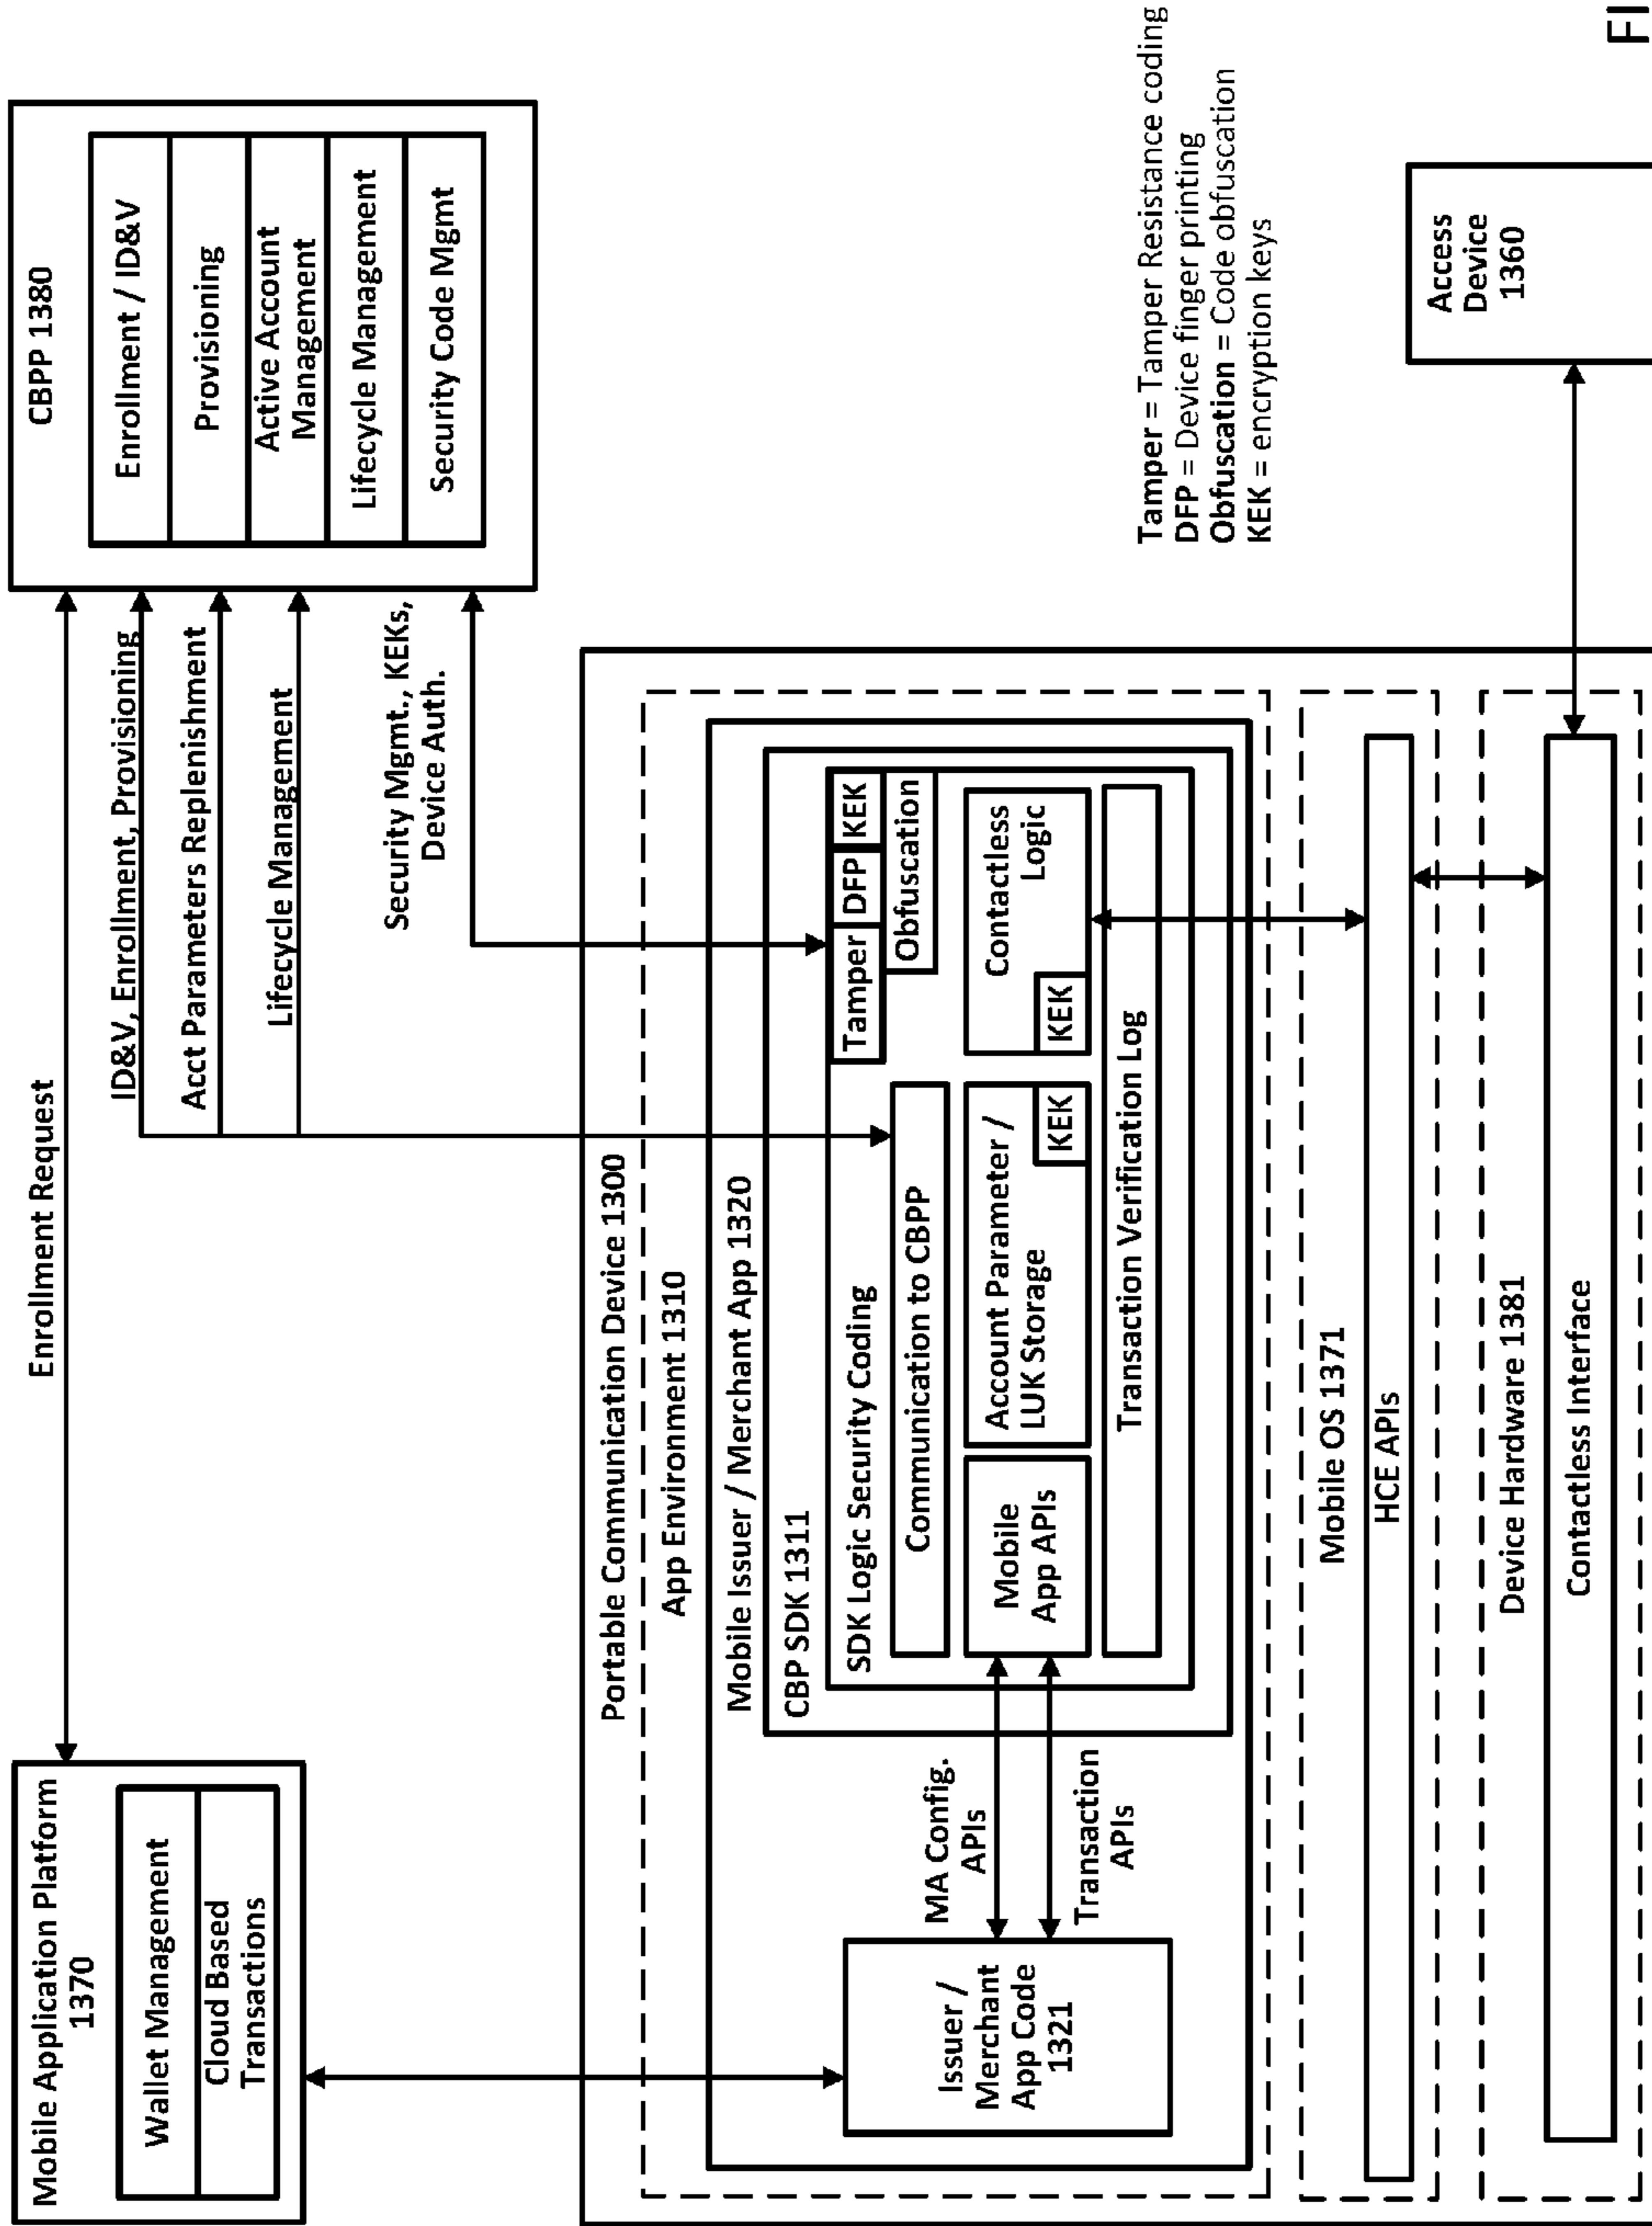 Mobile Application Platform
1370
Wallet Management
Cloud Based
Transactions
Enrollment Request
CBPP 1380
Enrollment / ID&V
Provisioning
Active Account
Management
Lifecycle Management
Security Code Mgmt
ID&V, Enrollment, Provisioning
Acct Parameters Replenishment
Lifecycle Management
Security Mgmt., KEKs,
Device Auth.
Portable Communication Device 1300
App Environment 1310
Mobile Issuer / Merchant App 1320
CBP SDK 1311
SDK Logic Security Coding
Tamper
DFP
KEK
Obfuscation
Communication to CBPP
Issuer /
Merchant
App Code
1321
MA Config.
APIs
Transaction
APIs
Mobile
App APIs
Account Parameter /
LUK Storage
KEK
Contactless
Logic
KEK
Transaction Verification Log
Mobile OS 1371
HCE APIs
Device Hardware 1381
Contactless Interface
Tamper = Tamper Resistance coding
DFP = Device finger printing
Obfuscation = Code obfuscation
KEK = encryption keys
Access
Device
1360
FI